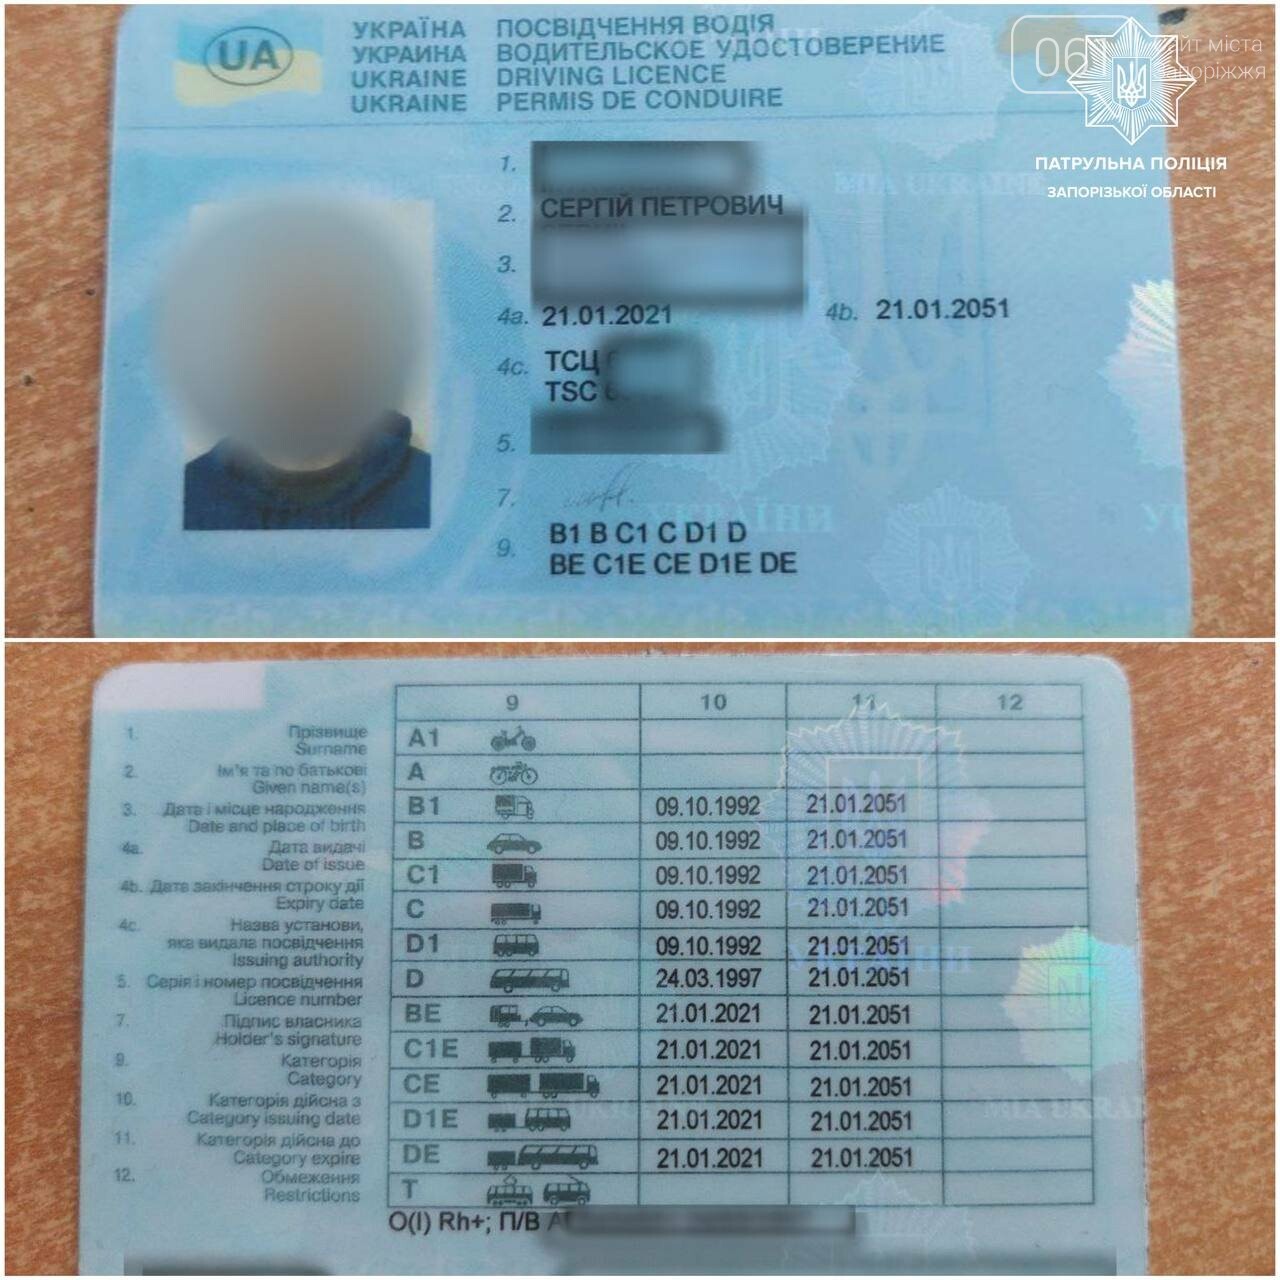 UA
УКРАЇНА ПОСВІДЧЕННЯ ВОДІЯ
УКРАИНА ВОДИТЕЛЬСКОЕ УДОСТОВЕРЕНИЕ
UKRAINE DRIVING LICENCE
UKRAINE PERMIS DE CONDUIRE
06
сайт міста
Запоріжжя
ПАТРУЛЬНА ПОЛІЦІЯ
ЗАПОРІЗЬКОЇ ОБЛАСТІ
1.
2. СЕРГІЙ ПЕТРОВИЧ
3.
4a. 21.01.2021 4b. 21.01.2051
4c. ТСЦ
TSC
5.
7.
9. B1 B C1 C D1 D
BE C1E CE D1E DE
МІА UKRAINE
УКРАЇНИ
1. Прізвище
Surname
2. Ім'я та по батькові
Given name(s)
3. Дата і місце народження
Date and place of birth
4a. Дата видачі
Date of issue
4b. Дата закінчення строку дії
Expiry date
4c. Назва установи,
яка видала посвідчення
Issuing authority
5. Серія і номер посвідчення
Licence number
7. Підпис власника
Holder's signature
9. Категорія
Category
10. Категорія дійсна з
Category issuing date
11. Категорія дійсна до
Category expire
12. Обмеження
Restrictions
9 10 11 12
A1
A
B1 09.10.1992 21.01.2051
B 09.10.1992 21.01.2051
C1 09.10.1992 21.01.2051
C 09.10.1992 21.01.2051
D1 09.10.1992 21.01.2051
D 24.03.1997 21.01.2051
BE 21.01.2021 21.01.2051
C1E 21.01.2021 21.01.2051
CE 21.01.2021 21.01.2051
D1E 21.01.2021 21.01.2051
DE 21.01.2021 21.01.2051
T
O(I) Rh+; П/В